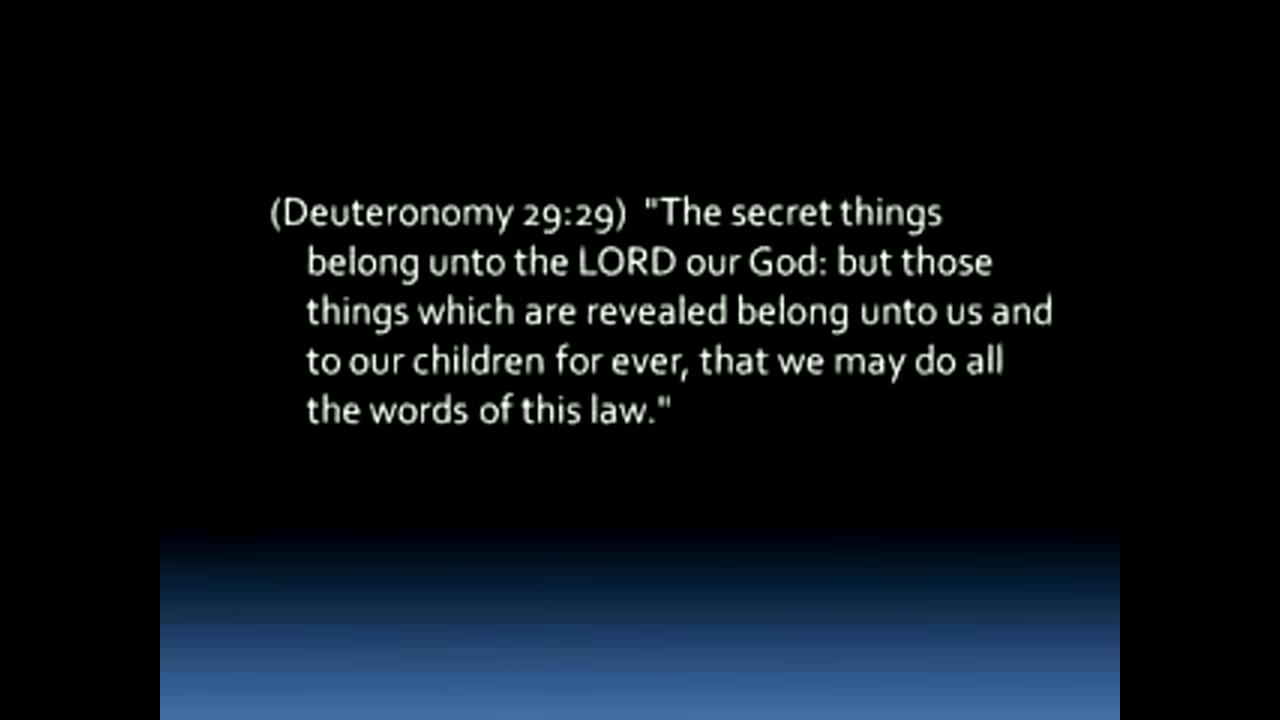 (Deuteronomy 29:29)  "The secret things
belong unto the LORD our God: but those
things which are revealed belong unto us and
to our children for ever, that we may do all
the words of this law."